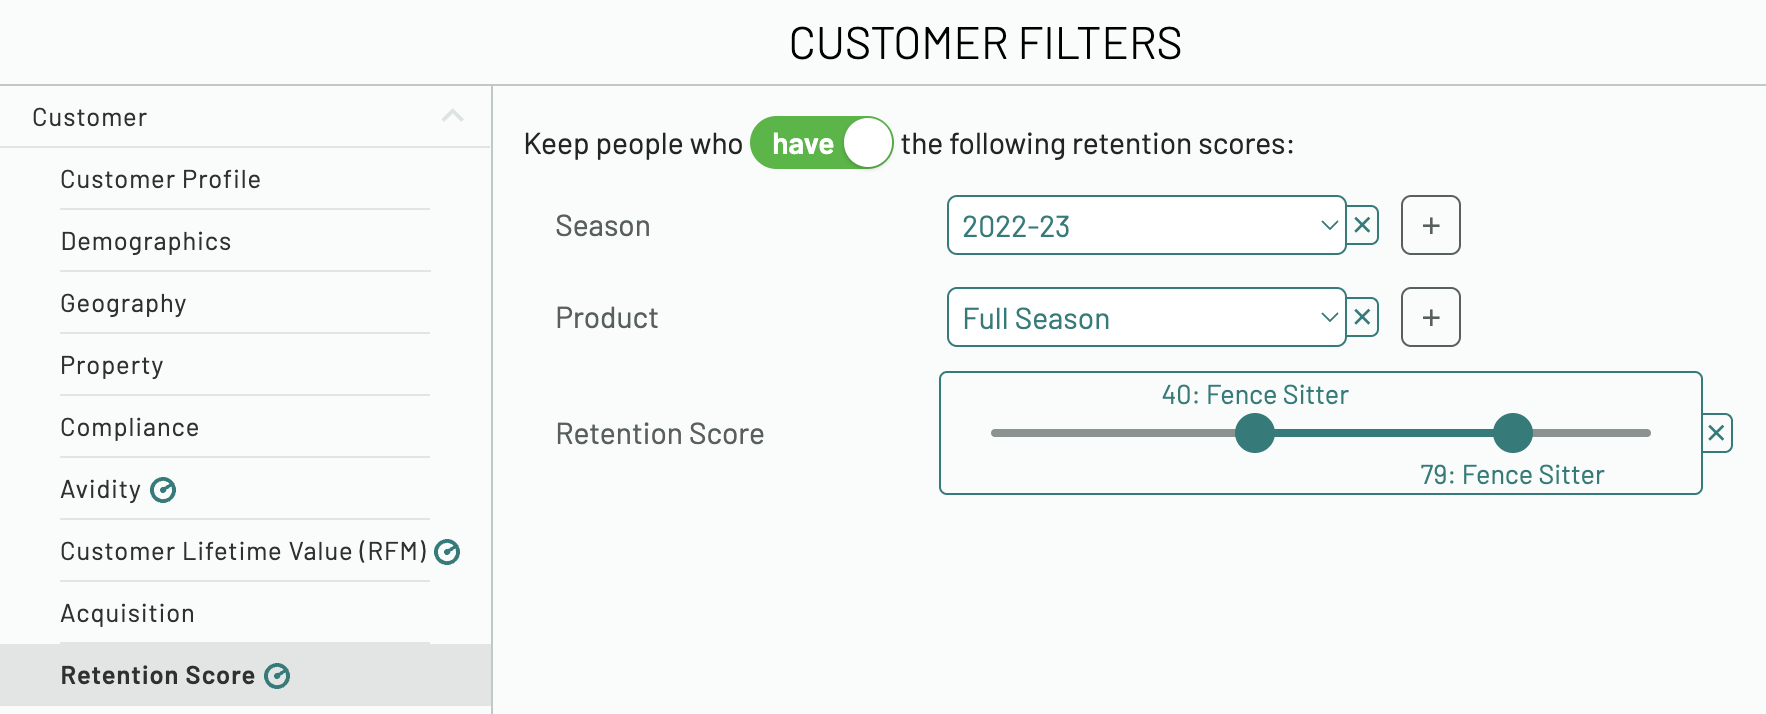 CUSTOMER FILTERS
Customer
Customer Profile
Demographics
Geography
Property
Compliance
Avidity
Customer Lifetime Value (RFM)
Acquisition
Retention Score
Keep people who have the following retention scores:
Season 2022-23 +
Product Full Season +
40: Fence Sitter
Retention Score
79: Fence Sitter